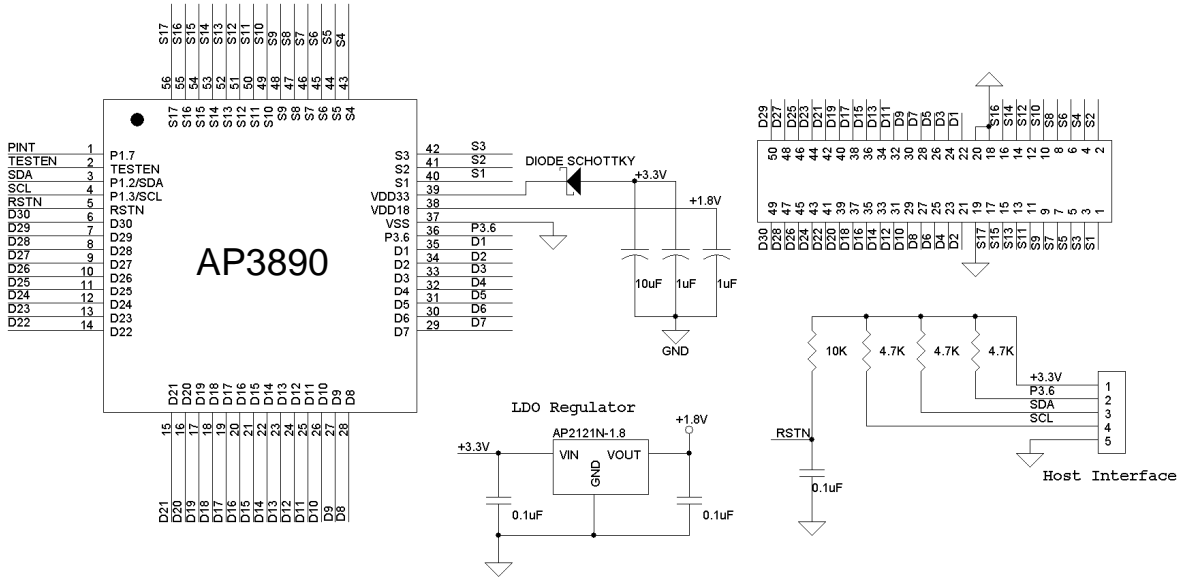 S17 S16 S15 S14 S13 S12 S11 S10 S9 S8 S7 S6 S5 S4
56 55 54 53 52 51 50 49 48 47 46 45 44 43
S17 S16 S15 S14 S13 S12 S11 S10 S9 S8 S7 S6 S5 S4
PINT 1 P1.7
TESTEN 2 TESTEN
SDA 3 P1.2/SDA
SCL 4 P1.3/SCL
RSTN 5 RSTN
D30 6 D30
D29 7 D29
D28 8 D28
D27 9 D27
D26 10 D26
D25 11 D25
D24 12 D24
D23 13 D23
D22 14 D22
AP3890
S3 42 S3
S2 41 S2
S1 40 S1
VDD33 39
VDD18 38
VSS 37
P3.6 36 P3.6
D1 35 D1
D2 34 D2
D3 33 D3
D4 32 D4
D5 31 D5
D6 30 D6
D7 29 D7
D21 D20 D19 D18 D17 D16 D15 D14 D13 D12 D11 D10 D9 D8
15 16 17 18 19 20 21 22 23 24 25 26 27 28
D21 D20 D19 D18 D17 D16 D15 D14 D13 D12 D11 D10 D9 D8
DIODE SCHOTTKY
+3.3V
+1.8V
10uF 1uF 1uF
GND
LDO Regulator
+1.8V
AP2121N-1.8
+3.3V
VIN VOUT
GND
0.1uF 0.1uF
D29 D27 D25 D23 D21 D19 D17 D15 D13 D11 D9 D7 D5 D3 D1 S16 S14 S12 S10 S8 S6 S4 S2
50 48 46 44 42 40 38 36 34 32 30 28 26 24 22 20 18 16 14 12 10 8 6 4 2
49 47 45 43 41 39 37 35 33 31 29 27 25 23 21 19 17 15 13 11 9 7 5 3 1
D30 D28 D26 D24 D22 D20 D18 D16 D14 D12 D10 D8 D6 D4 D2 S17 S15 S13 S11 S9 S7 S5 S3 S1
10K 4.7K 4.7K 4.7K
+3.3V 1
P3.6 2
SDA 3
SCL 4
5
RSTN
0.1uF
Host Interface